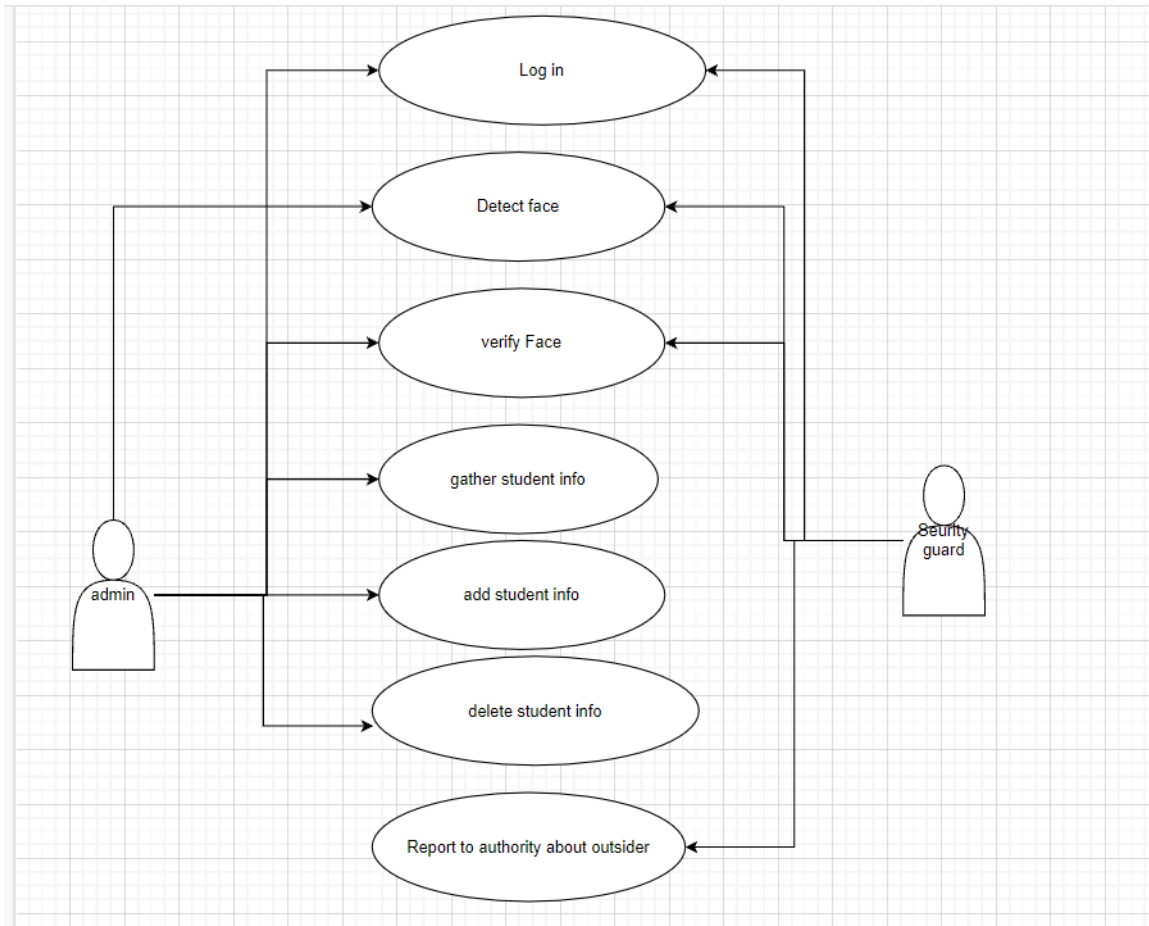 Log in
Detect face
verify Face
gather student info
add student info
admin
delete student info
Report to authority about outsider
Seurity
guard